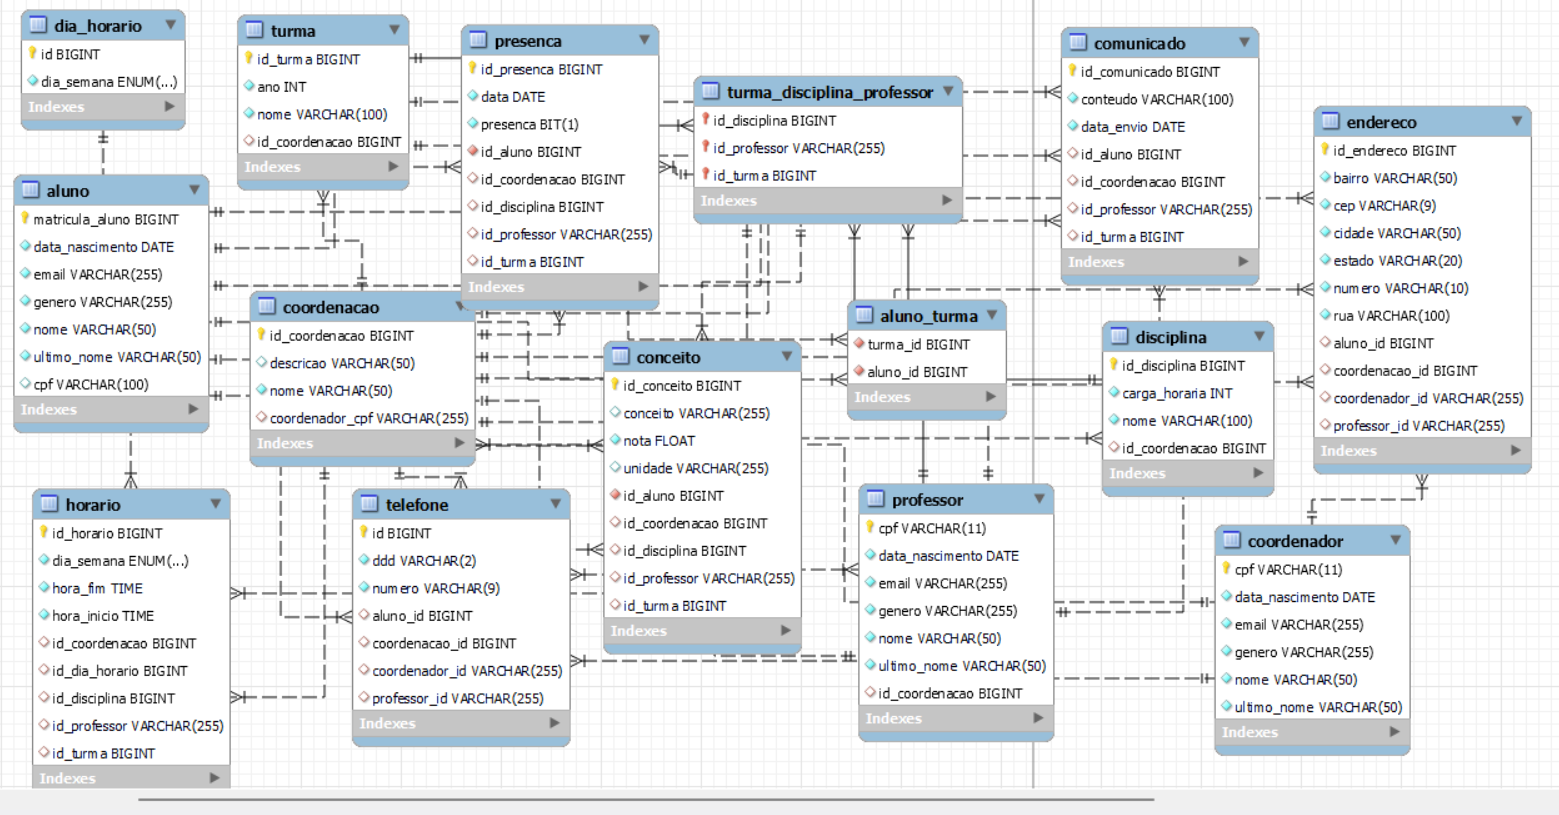 dia_horario
id BIGINT
dia_semana ENUM(...)
Indexes
turma
id_turma BIGINT
ano INT
nome VARCHAR(100)
id_coordenacao BIGINT
Indexes
presenca
id_presenca BIGINT
data DATE
presenca BIT(1)
id_aluno BIGINT
id_coordenacao BIGINT
id_disciplina BIGINT
id_professor VARCHAR(255)
id_turma BIGINT
Indexes
turma_disciplina_professor
id_disciplina BIGINT
id_professor VARCHAR(255)
id_turma BIGINT
Indexes
comunicado
id_comunicado BIGINT
conteudo VARCHAR(100)
data_envio DATE
id_aluno BIGINT
id_coordenacao BIGINT
id_professor VARCHAR(255)
id_turma BIGINT
Indexes
endereco
id_endereco BIGINT
bairro VARCHAR(50)
cep VARCHAR(9)
cidade VARCHAR(50)
estado VARCHAR(20)
numero VARCHAR(10)
rua VARCHAR(100)
aluno_id BIGINT
coordenacao_id BIGINT
coordenador_id VARCHAR(255)
professor_id VARCHAR(255)
Indexes
aluno
matricula_aluno BIGINT
data_nascimento DATE
email VARCHAR(255)
genero VARCHAR(255)
nome VARCHAR(50)
ultimo_nome VARCHAR(50)
cpf VARCHAR(100)
Indexes
coordenacao
id_coordenacao BIGINT
descricao VARCHAR(50)
nome VARCHAR(50)
coordenador_cpf VARCHAR(255)
Indexes
conceito
id_conceito BIGINT
conceito VARCHAR(255)
nota FLOAT
unidade VARCHAR(255)
id_aluno BIGINT
id_coordenacao BIGINT
id_disciplina BIGINT
id_professor VARCHAR(255)
id_turma BIGINT
Indexes
aluno_turma
turma_id BIGINT
aluno_id BIGINT
Indexes
disciplina
id_disciplina BIGINT
carga_horaria INT
nome VARCHAR(100)
id_coordenacao BIGINT
Indexes
horario
id_horario BIGINT
dia_semana ENUM(...)
hora_fim TIME
hora_inicio TIME
id_coordenacao BIGINT
id_dia_horario BIGINT
id_disciplina BIGINT
id_professor VARCHAR(255)
id_turma BIGINT
Indexes
telefone
id BIGINT
ddd VARCHAR(2)
numero VARCHAR(9)
aluno_id BIGINT
coordenacao_id BIGINT
coordenador_id VARCHAR(255)
professor_id VARCHAR(255)
Indexes
professor
cpf VARCHAR(11)
data_nascimento DATE
email VARCHAR(255)
genero VARCHAR(255)
nome VARCHAR(50)
ultimo_nome VARCHAR(50)
id_coordenacao BIGINT
Indexes
coordenador
cpf VARCHAR(11)
data_nascimento DATE
email VARCHAR(255)
genero VARCHAR(255)
nome VARCHAR(50)
ultimo_nome VARCHAR(50)
Indexes